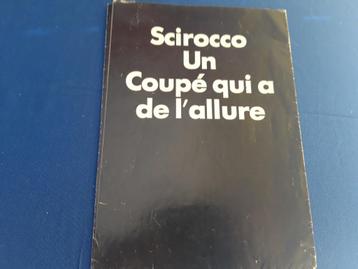 Scirocco
Un
Coupé qui a
de l'allure